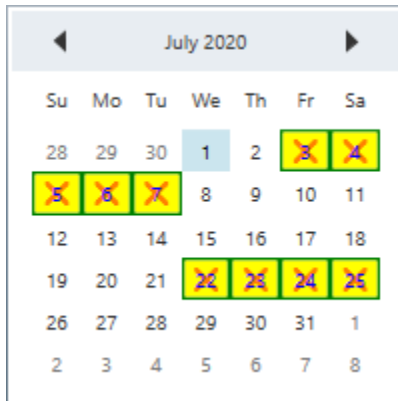 July 2020
Su Mo Tu We Th Fr Sa
28 29 30 1 2 3 4
5 6 7 8 9 10 11
12 13 14 15 16 17 18
19 20 21 22 23 24 25
26 27 28 29 30 31 1
2 3 4 5 6 7 8